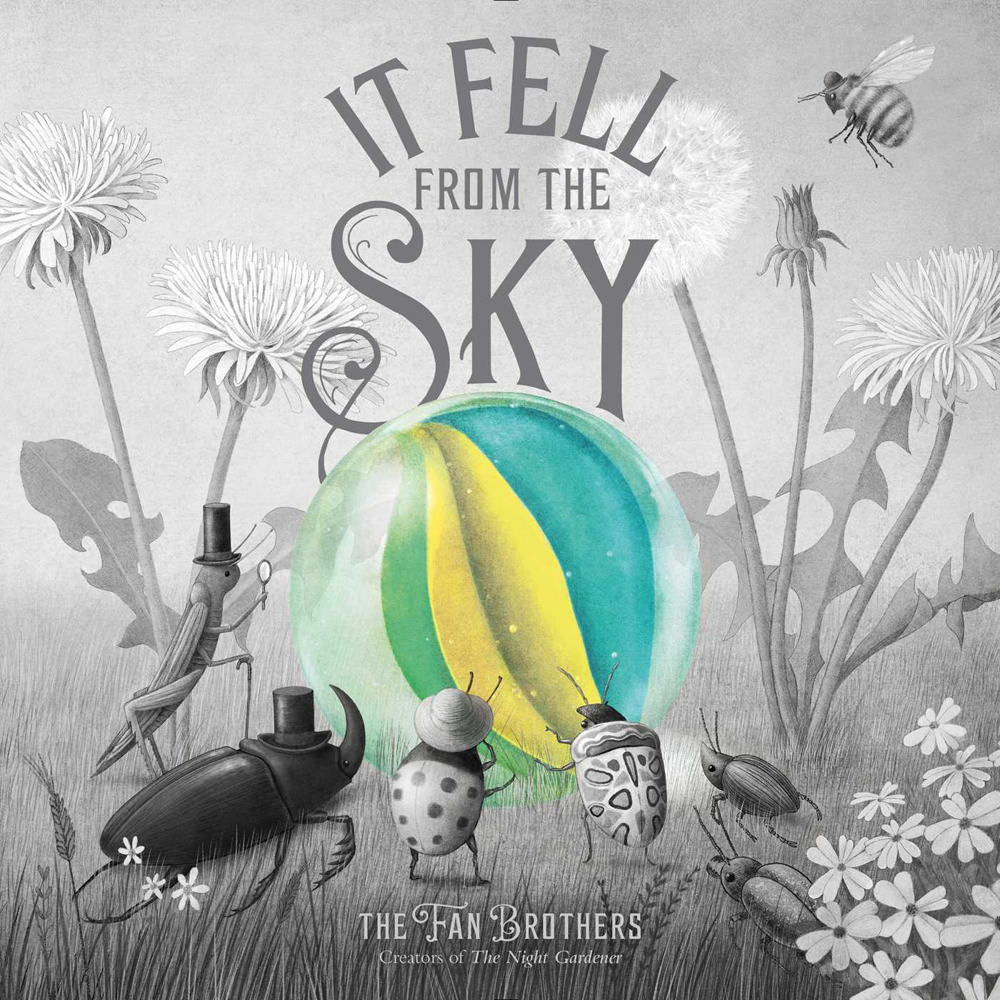 IT FELL
FROM THE
SKY
THE FAN BROTHERS
Creators of The Night Gardener